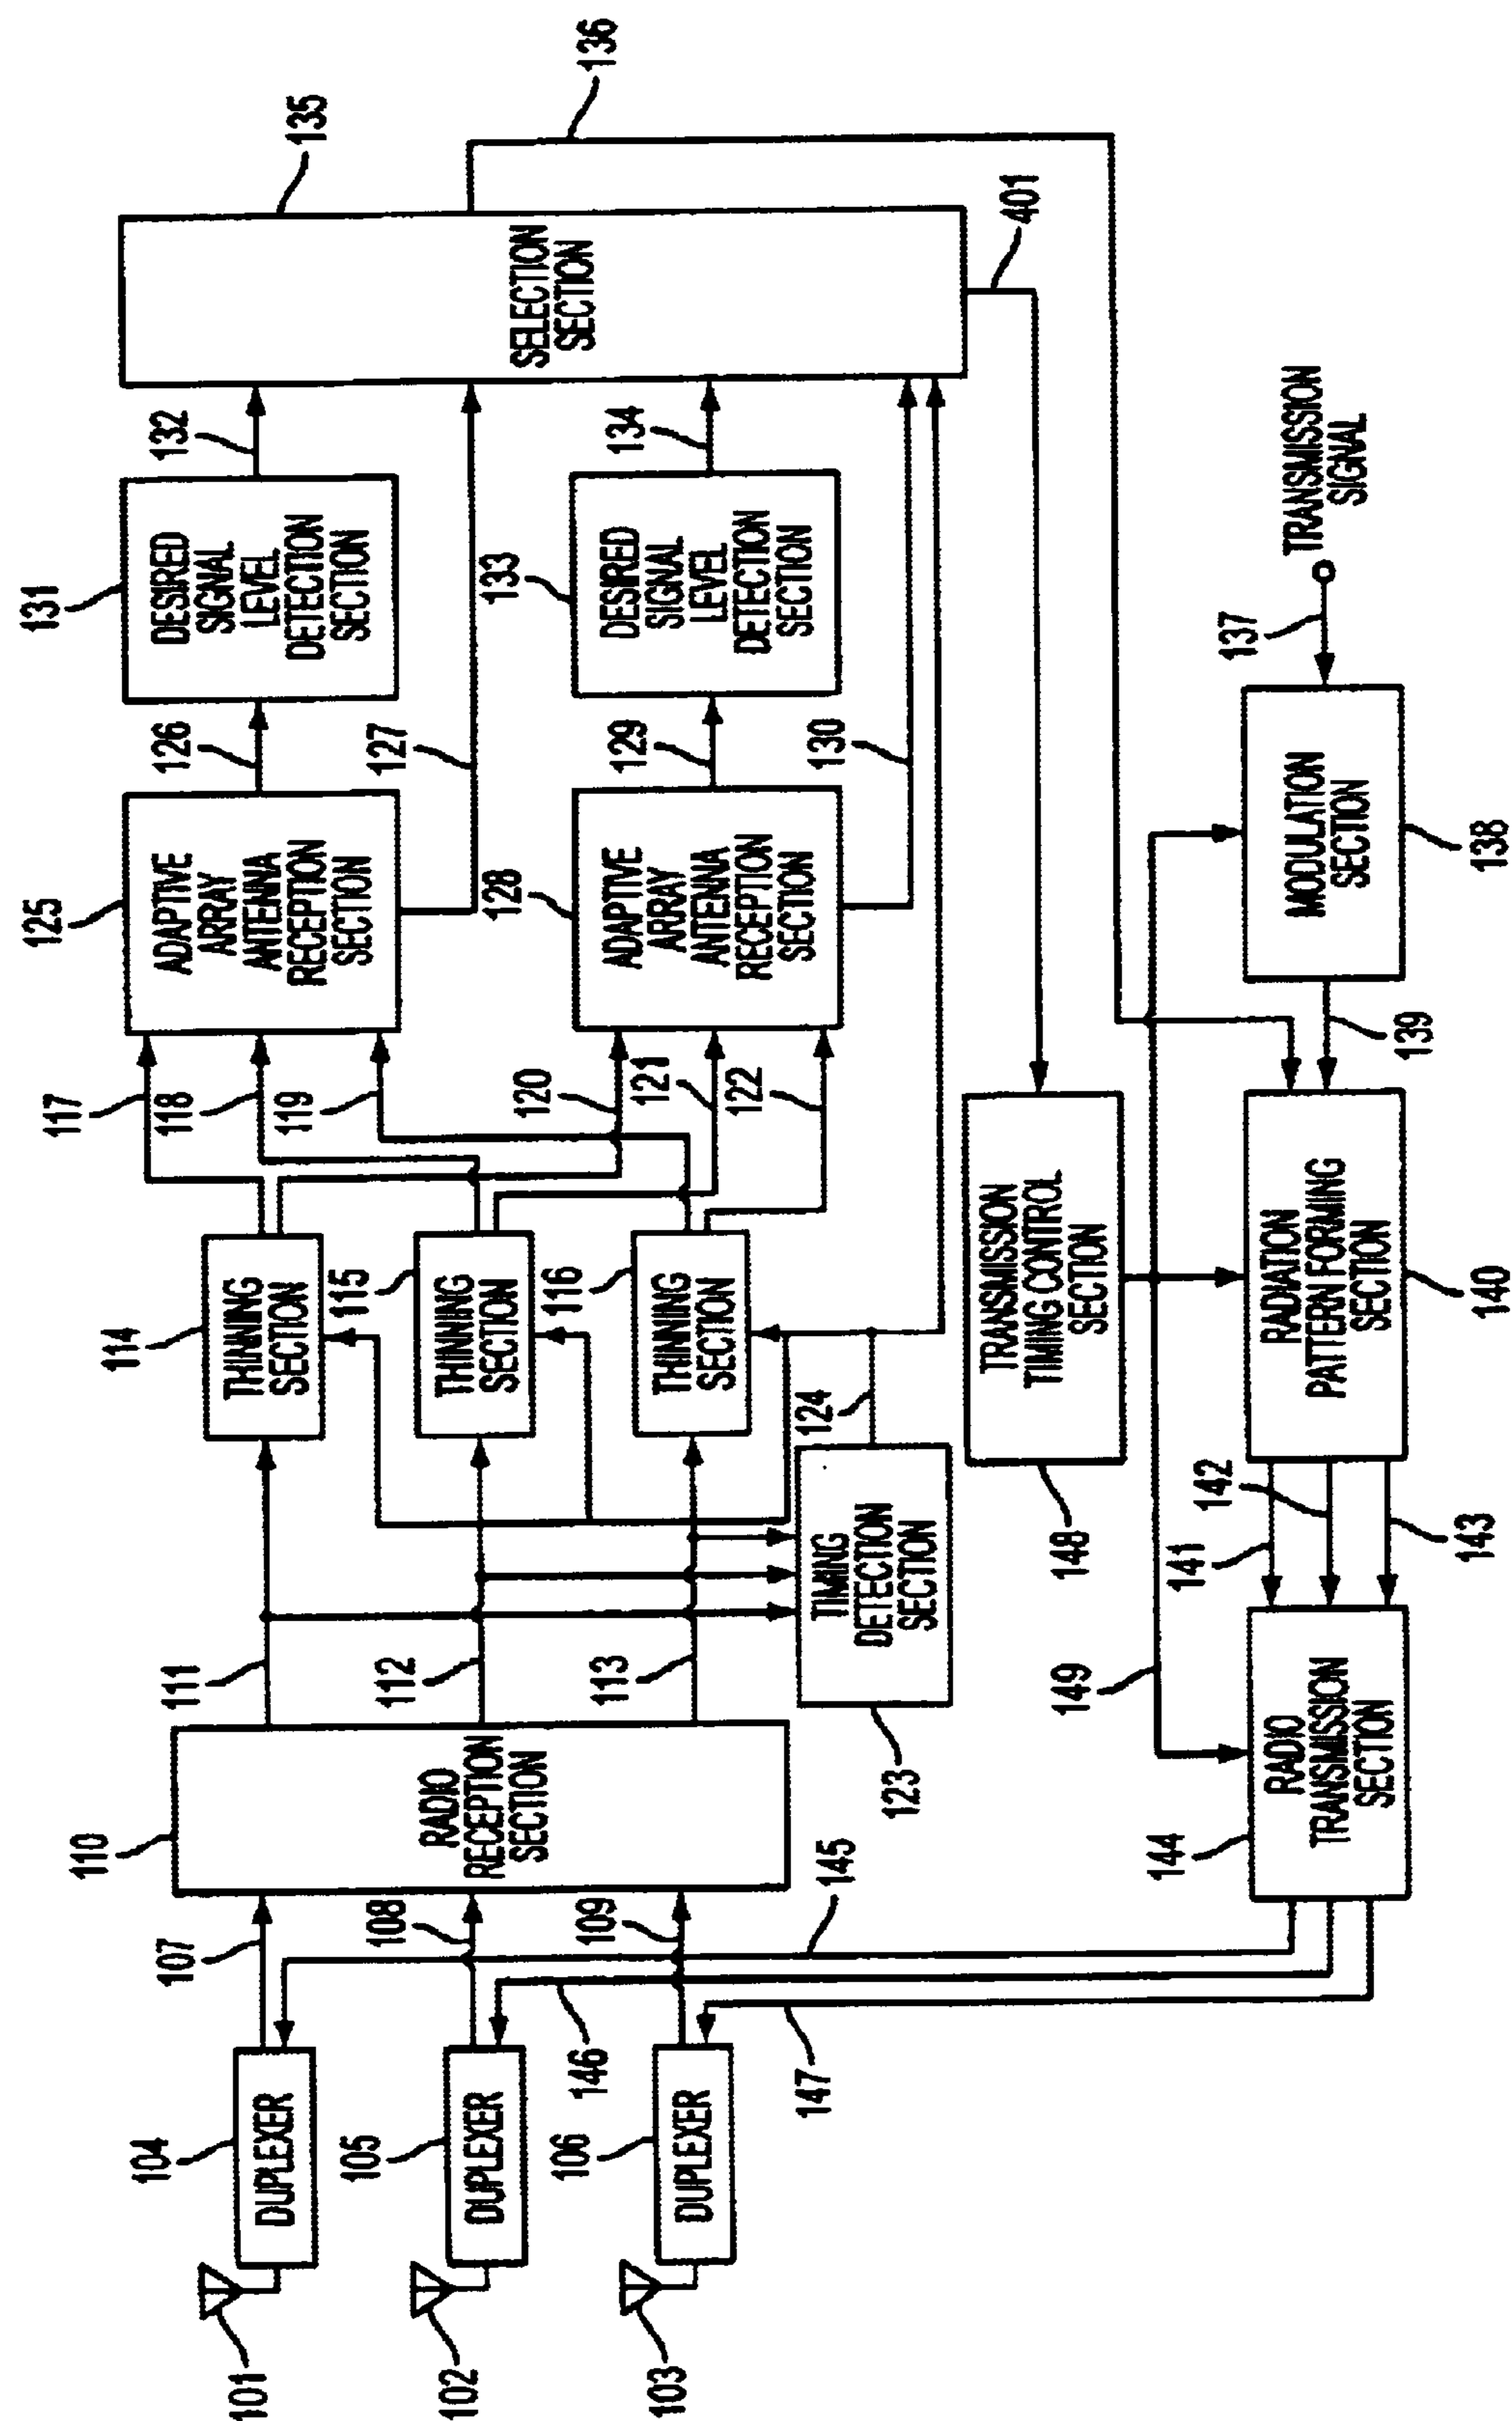 101
102
103
104
105
106
DUPLEXER
DUPLEXER
DUPLEXER
107
108
109
145
146
147
110
RADIO
RECEPTION
SECTION
111
112
113
123
TIMING
DETECTION
SECTION
124
114
THINNING
SECTION
115
THINNING
SECTION
116
THINNING
SECTION
117
118
119
120
121
122
125
ADAPTIVE
ARRAY
ANTENNA
RECEPTION
SECTION
128
ADAPTIVE
ARRAY
ANTENNA
RECEPTION
SECTION
126
127
129
130
131
DESIRED
SIGNAL
LEVEL
DETECTION
SECTION
133
DESIRED
SIGNAL
LEVEL
DETECTION
SECTION
132
134
135
SELECTION
SECTION
136
401
144
RADIO
TRANSMISSION
SECTION
149
141
142
143
148
TRANSMISSION
TIMING CONTROL
SECTION
RADIATION
PATTERN FORMING
SECTION
140
139
MODULATION
SECTION
138
137
TRANSMISSION
SIGNAL